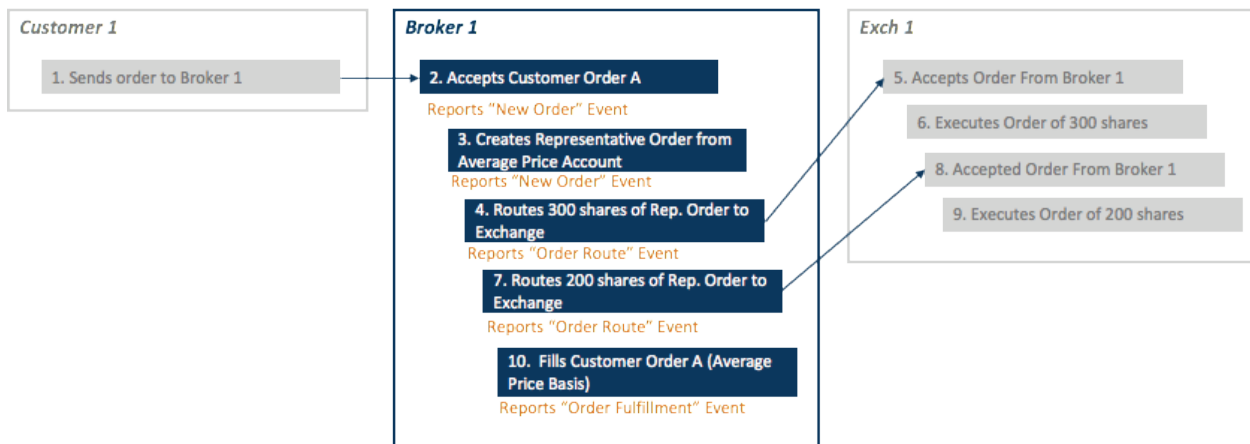 Customer 1
1. Sends order to Broker 1
Broker 1
2. Accepts Customer Order A
Reports "New Order" Event
3. Creates Representative Order from
Average Price Account
Reports "New Order" Event
4. Routes 300 shares of Rep. Order to
Exchange
Reports "Order Route" Event
7. Routes 200 shares of Rep. Order to
Exchange
Reports "Order Route" Event
10. Fills Customer Order A (Average
Price Basis)
Reports "Order Fulfillment" Event
Exch 1
5. Accepts Order From Broker 1
6. Executes Order of 300 shares
8. Accepted Order From Broker 1
9. Executes Order of 200 shares